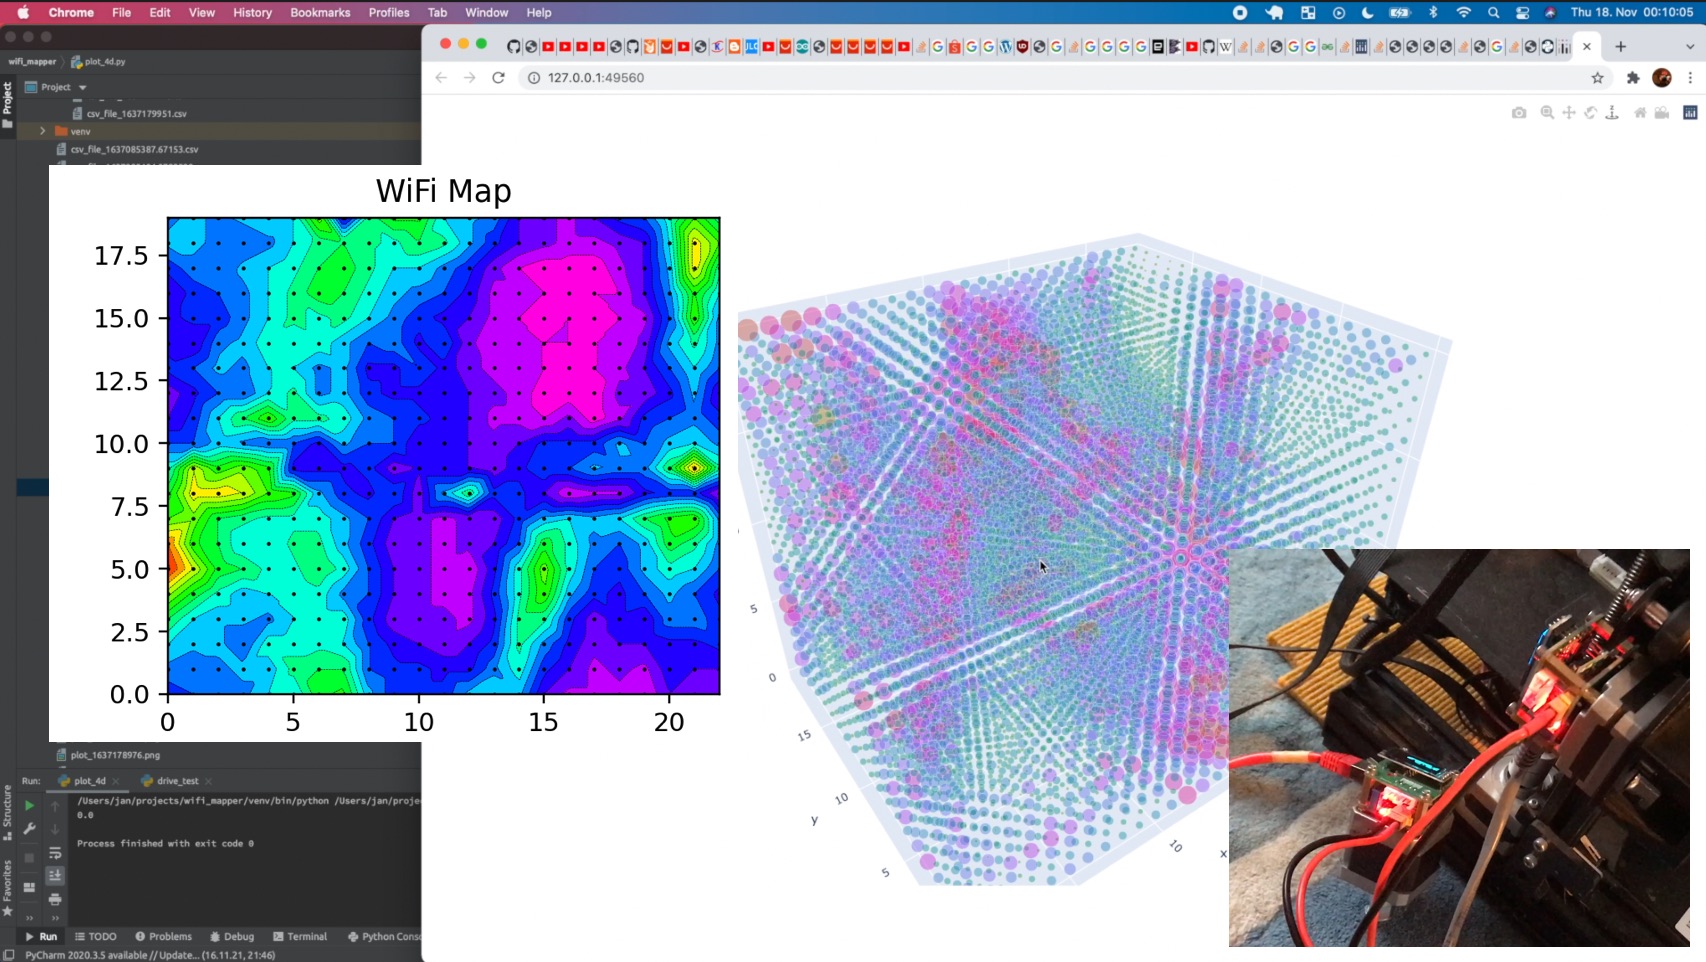 Chrome File Edit View History Bookmarks Profiles Tab Window Help Thu 18. Nov 00:10:05
wifi_mapper plot_4d.py
127.0.0.1:49560
Project
Project
csv_file_1637179951.csv
venv
csv_file_1637085387.67153.csv
WiFi Map
17.5
15.0
12.5
10.0
7.5
5.0
2.5
0.0
0 5 10 15 20
5
0
15
10
y
5
10
x
plot_1637178976.png
Run: plot_4d drive_test
/Users/jan/projects/wifi_mapper/venv/bin/python /Users/jan/proje
0.0
Process finished with exit code 0
Structure
Favorites
Run TODO Problems Debug Terminal Python Conso
PyCharm 2020.3.5 available // Update... (16.11.21, 21:46)